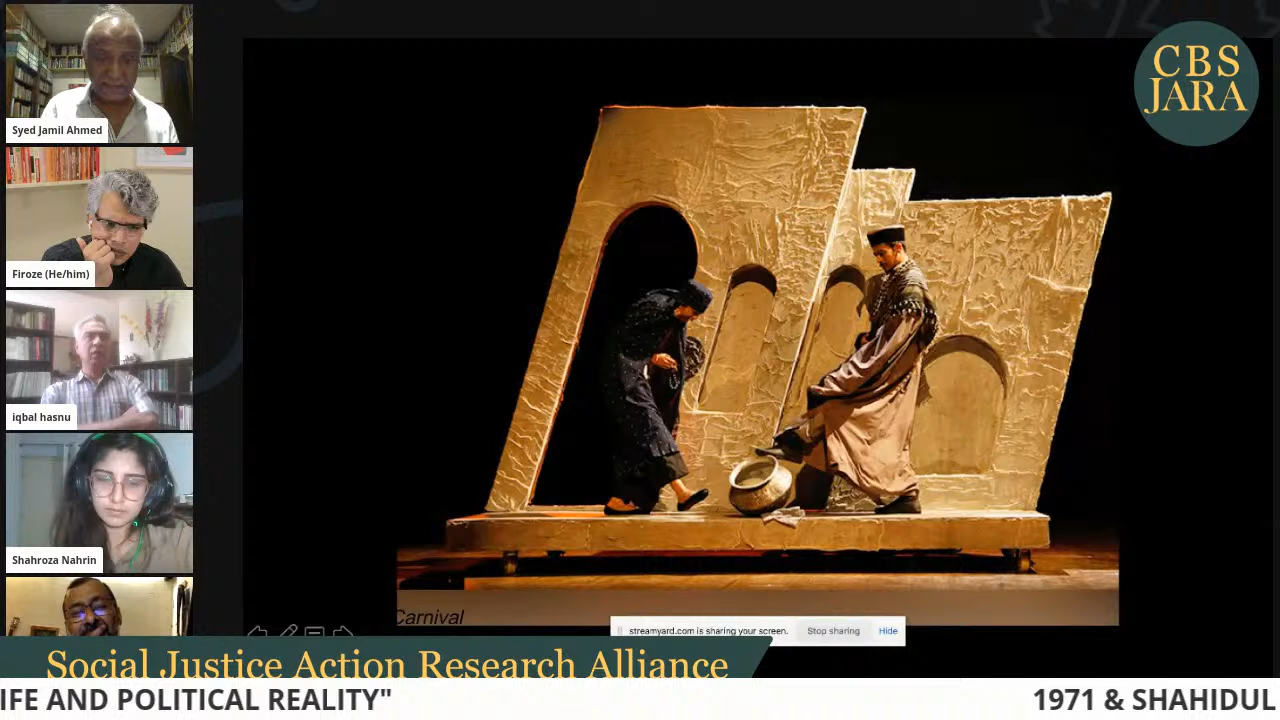 Syed Jamil Ahmed
Firoze (He/him)
iqbal hasnu
Shahroza Nahrin
CBS
JARA
Carnival
streamyard.com is sharing your screen. Stop sharing Hide
Social Justice Action Research Alliance
IFE AND POLITICAL REALITY" 1971 & SHAHIDUL